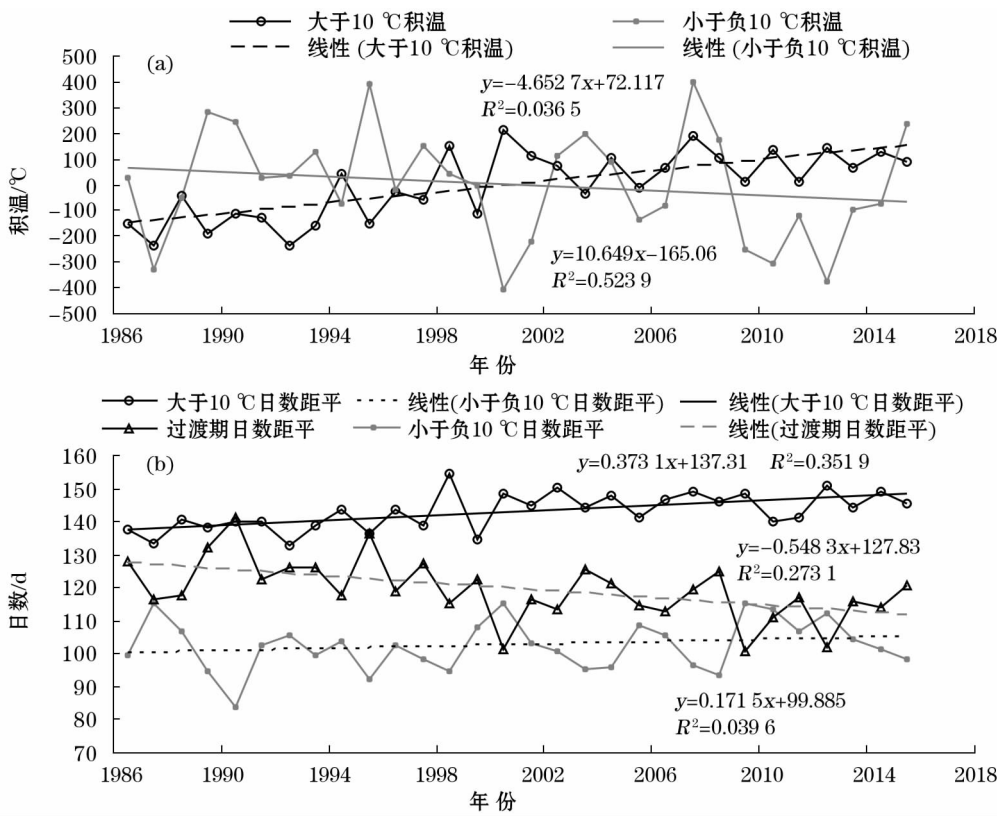 大于10 ℃积温 小于负10 ℃积温
线性 (大于10 ℃积温) 线性 (小于负10 ℃积温)
(a)
y=-4.652 7x+72.117
R²=0.036 5
500
400
300
200
100
0
-100
-200
-300
-400
-500
积温/℃
y=10.649x-165.06
R²=0.523 9
1986 1990 1994 1998 2002 2006 2010 2014 2018
年 份
大于10 ℃日数距平 线性(小于负10 ℃日数距平) 线性(大于10 ℃日数距平)
过渡期日数距平 小于负10 ℃日数距平 线性(过渡期日数距平)
(b)
y=0.373 1x+137.31 R²=0.351 9
160
150
140
130
120
110
100
90
80
70
日数/d
y=-0.548 3x+127.83
R²=0.273 1
y=0.171 5x+99.885
R²=0.039 6
1986 1990 1994 1998 2002 2006 2010 2014 2018
年 份